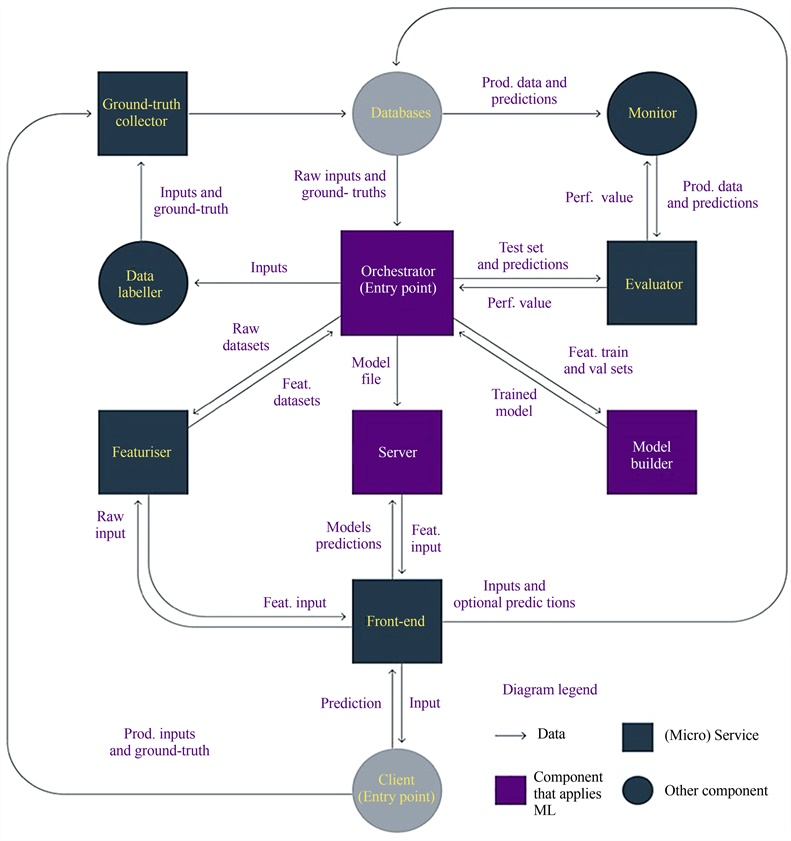 Ground-truth
collector
Databases
Prod. data and
predictions
Monitor
Inputs and
ground-truth
Raw inputs and
ground- truths
Perf. value
Prod. data
and predictions
Data
labeller
Inputs
Orchestrator
(Entry point)
Test set
and predictions
Perf. value
Evaluator
Raw
datasets
Feat.
datasets
Model
file
Feat. train
and val sets
Trained
model
Featuriser
Server
Model
builder
Raw
input
Models
predictions
Feat.
input
Feat. input
Front-end
Inputs and
optional predic tions
Prediction
Input
Prod. inputs
and ground-truth
Client
(Entry point)
Diagram legend
Data
(Micro) Service
Component
that applies
ML
Other component